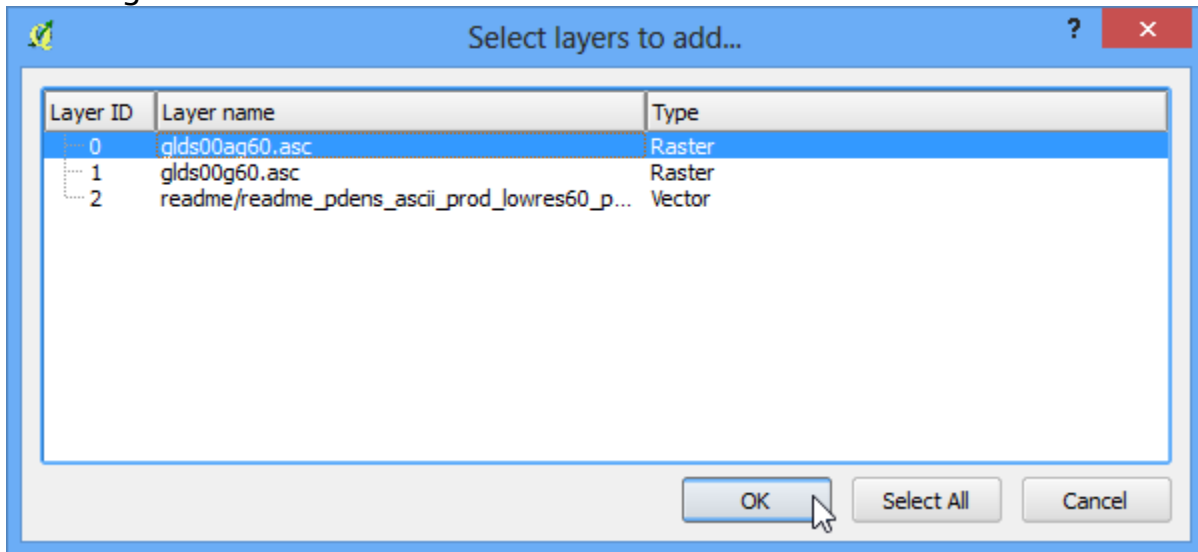 Select layers to add...
?
Layer ID Layer name Type
0 glds00ag60.asc Raster
1 glds00g60.asc Raster
2 readme/readme_pdens_ascii_prod_lowres60_p... Vector
OK Select All Cancel